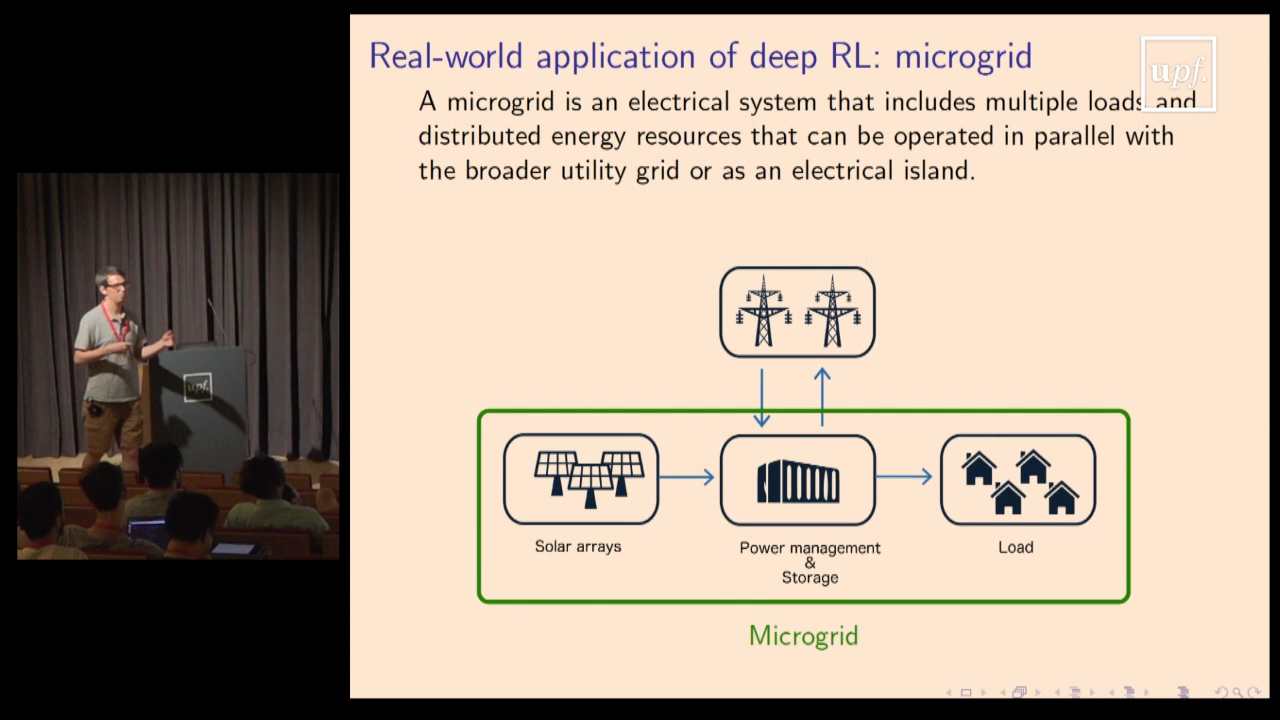 Real-world application of deep RL: microgrid
upf.
A microgrid is an electrical system that includes multiple loads and
distributed energy resources that can be operated in parallel with
the broader utility grid or as an electrical island.
upf.
Solar arrays
Power management
&
Storage
Load
Microgrid